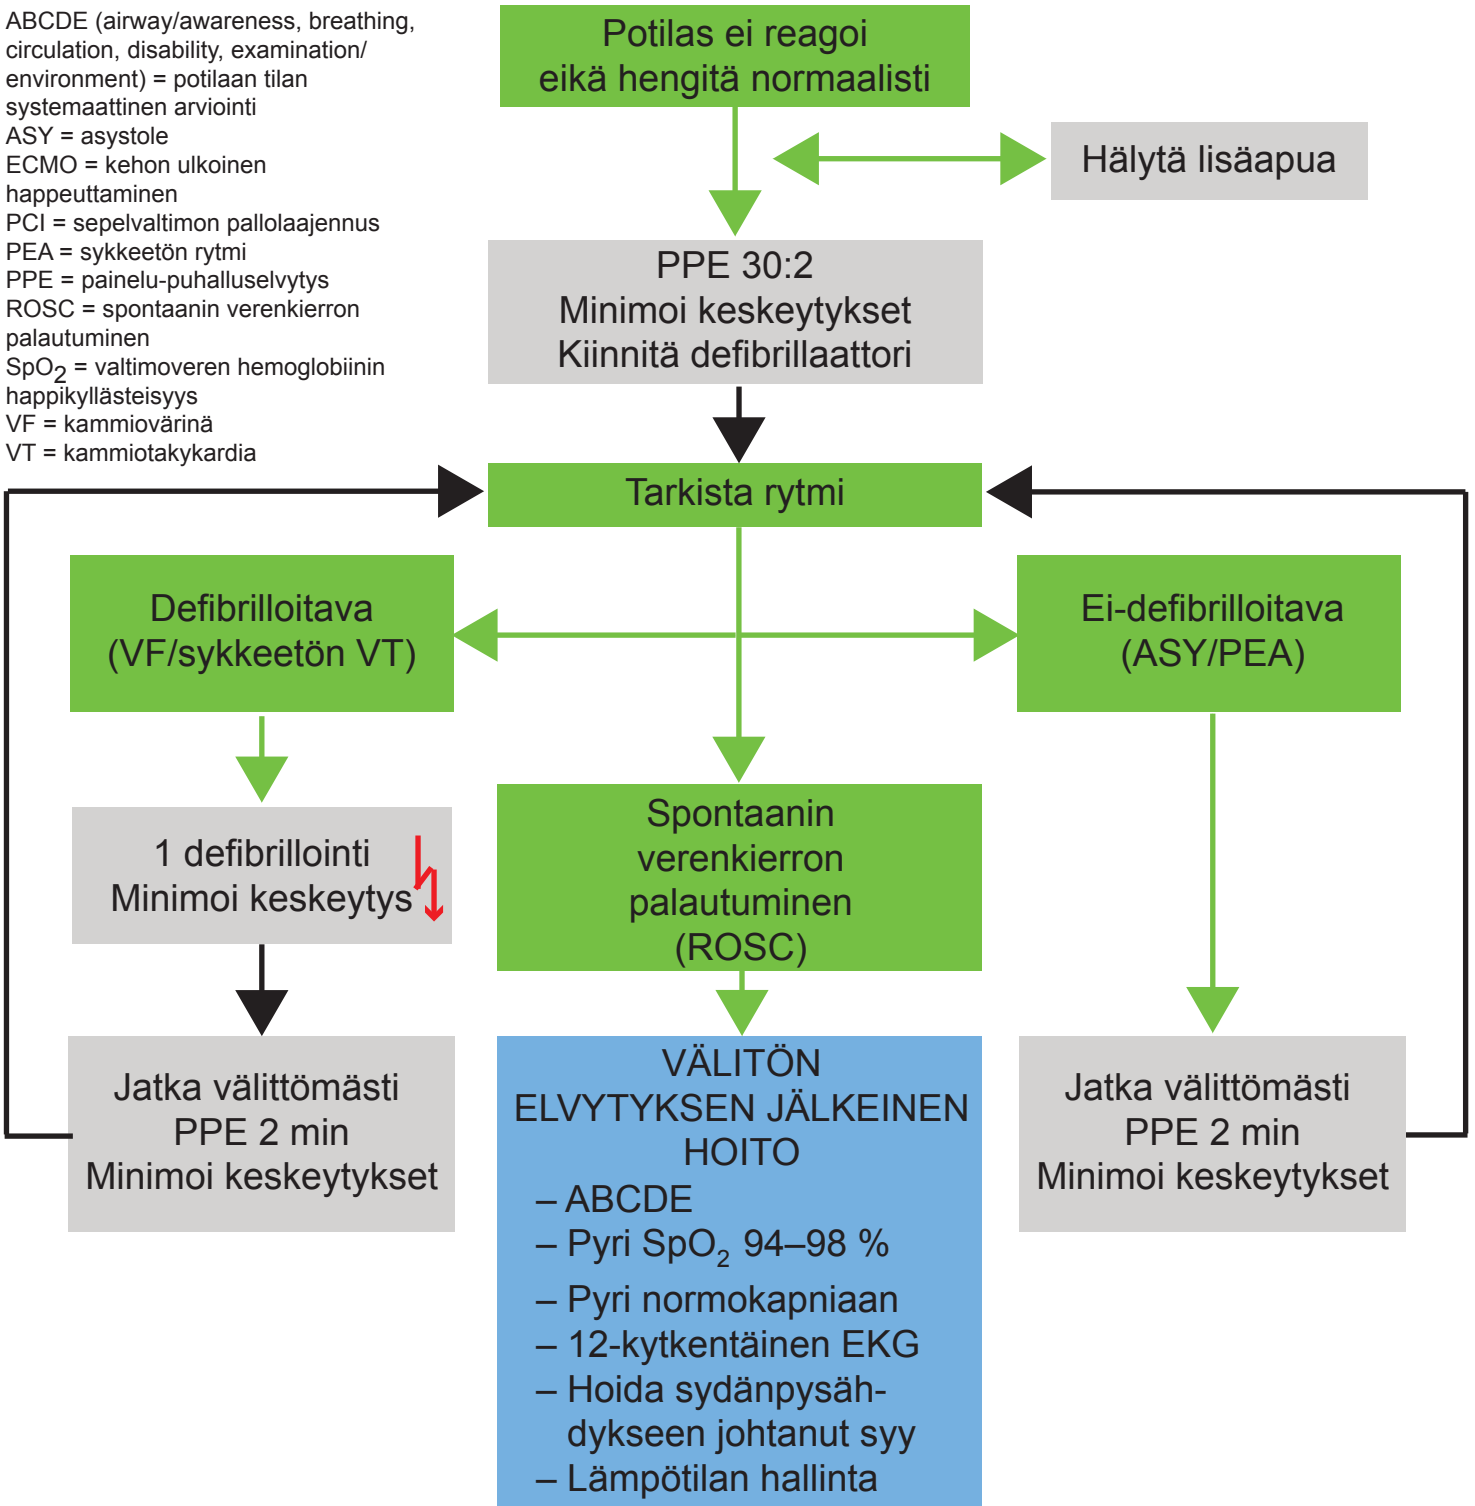 ABCDE (airway/awareness, breathing,
circulation, disability, examination/
environment) = potilaan tilan
systemaattinen arviointi
ASY = asystole
ECMO = kehon ulkoinen
happeuttaminen
PCI = sepelvaltimon pallolaajennus
PEA = sykkeetön rytmi
PPE = painelu-puhalluselvytys
ROSC = spontaanin verenkierron
palautuminen
SpO₂ = valtimoveren hemoglobiinin
happikyllästeisyys
VF = kammiovärinä
VT = kammiotakykardia
Potilas ei reagoi
eikä hengitä normaalisti
Hälytä lisäapua
PPE 30:2
Minimoi keskeytykset
Kiinnitä defibrillaattori
Tarkista rytmi
Defibrilloitava
(VF/sykkeetön VT)
Ei-defibrilloitava
(ASY/PEA)
1 defibrillointi
Minimoi keskeytys
Spontaanin
verenkierron
palautuminen
(ROSC)
Jatka välittömästi
PPE 2 min
Minimoi keskeytykset
VÄLITÖN
ELVYTYKSEN JÄLKEINEN
HOITO
– ABCDE
– Pyri SpO₂ 94–98 %
– Pyri normokapniaan
– 12-kytkentäinen EKG
– Hoida sydänpysäh-
dykseen johtanut syy
– Lämpötilan hallinta
Jatka välittömästi
PPE 2 min
Minimoi keskeytykset